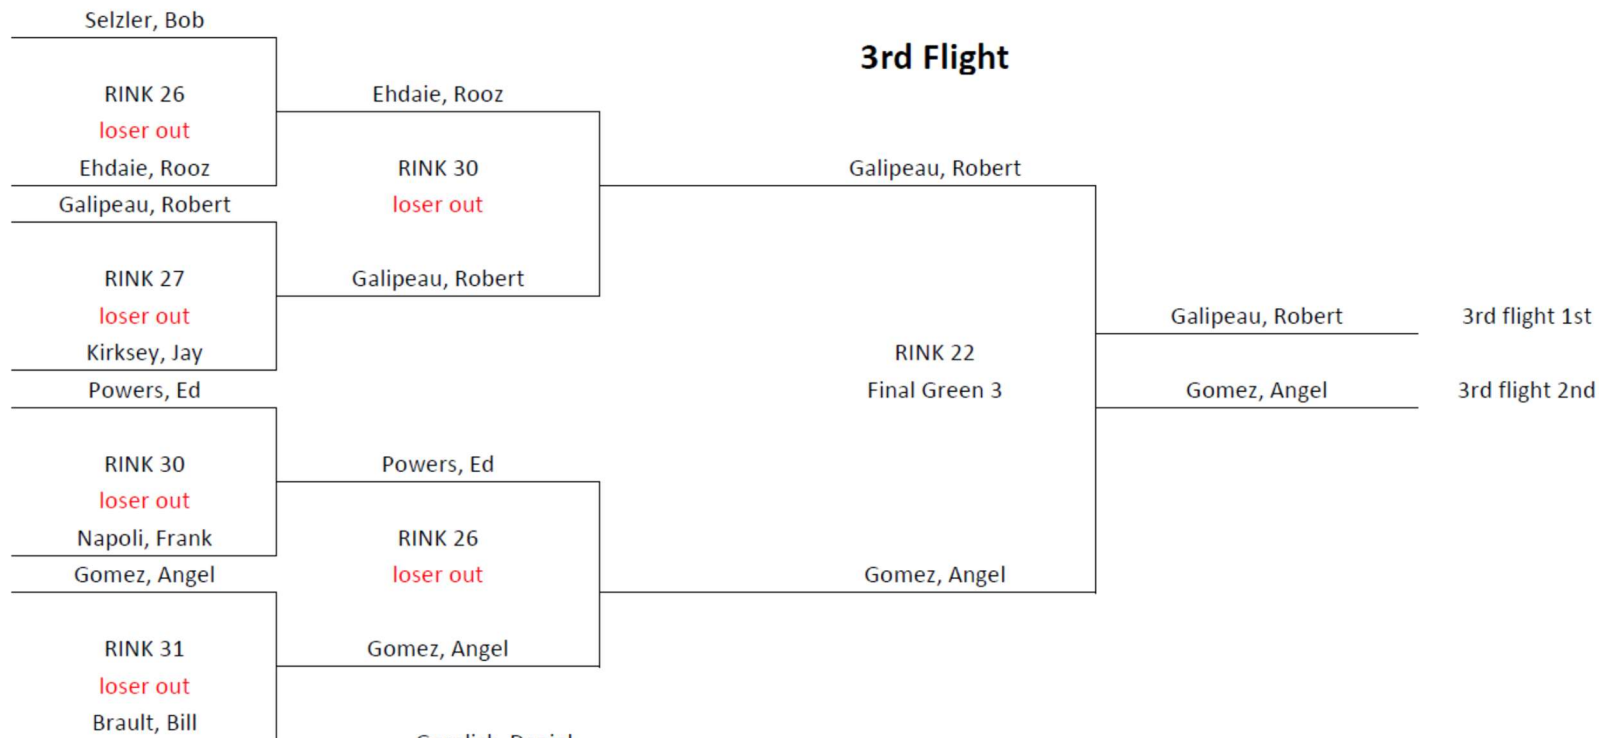 Selzler, Bob
3rd Flight
RINK 26
Ehdaie, Rooz
loser out
Ehdaie, Rooz
RINK 30
Galipeau, Robert
Galipeau, Robert
loser out
RINK 27
Galipeau, Robert
loser out
Galipeau, Robert
3rd flight 1st
Kirksey, Jay
RINK 22
Powers, Ed
Final Green 3
Gomez, Angel
3rd flight 2nd
RINK 30
Powers, Ed
loser out
Napoli, Frank
RINK 26
Gomez, Angel
loser out
Gomez, Angel
RINK 31
Gomez, Angel
loser out
Brault, Bill